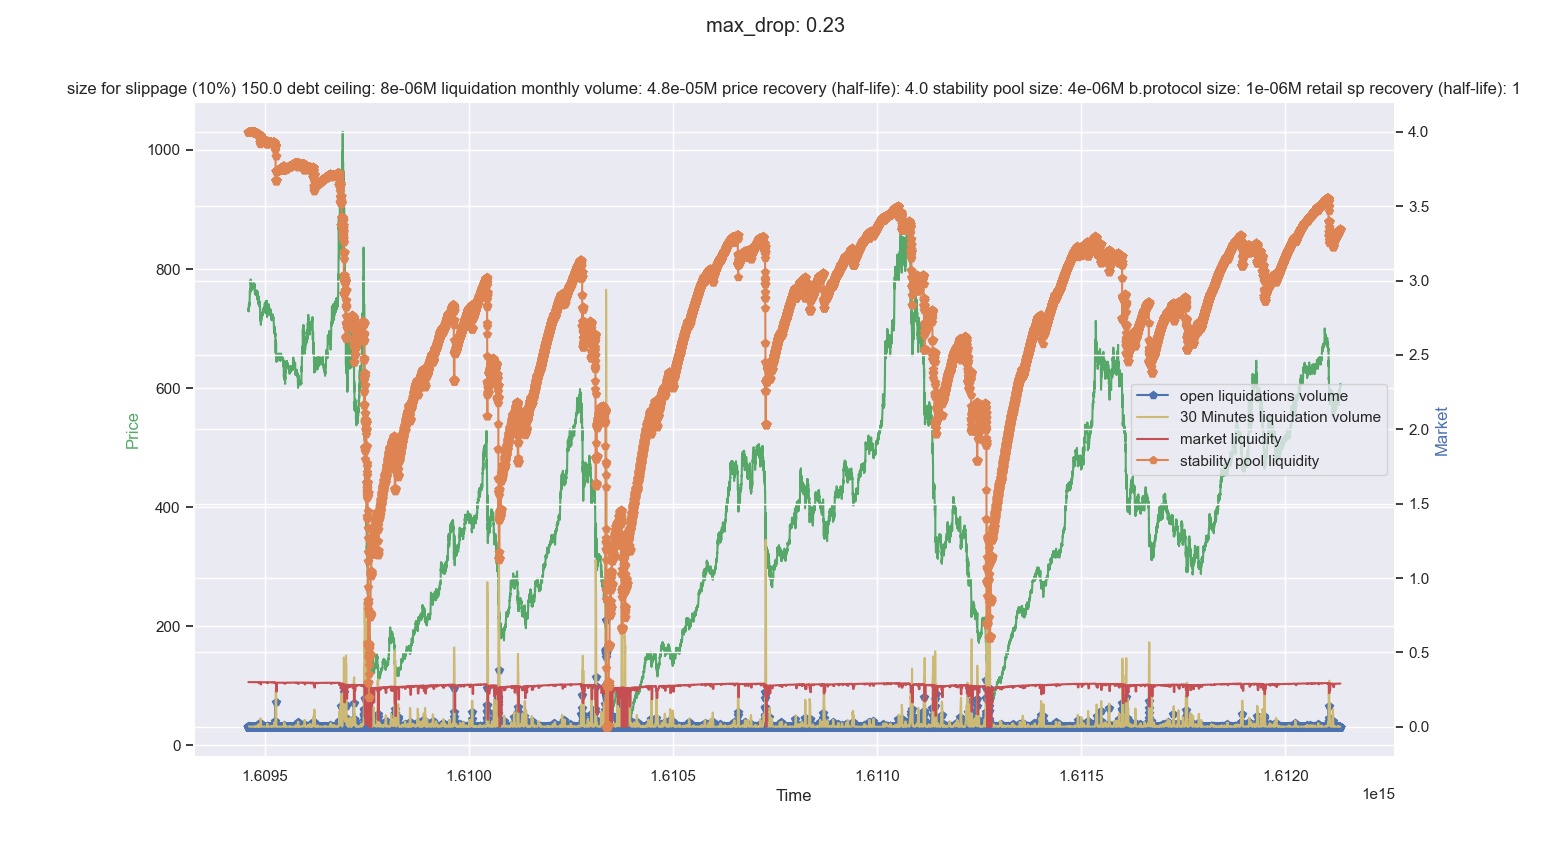 max_drop: 0.23
size for slippage (10%) 150.0 debt ceiling: 8e-06M liquidation monthly volume: 4.8e-05M price recovery (half-life): 4.0 stability pool size: 4e-06M b.protocol size: 1e-06M retail sp recovery (half-life): 1
1000
800
600
400
200
0
Price
4.0
3.5
3.0
2.5
2.0
1.5
1.0
0.5
0.0
Market
open liquidations volume
30 Minutes liquidation volume
market liquidity
stability pool liquidity
1.6095 1.6100 1.6105 1.6110 1.6115 1.6120
Time
1e15